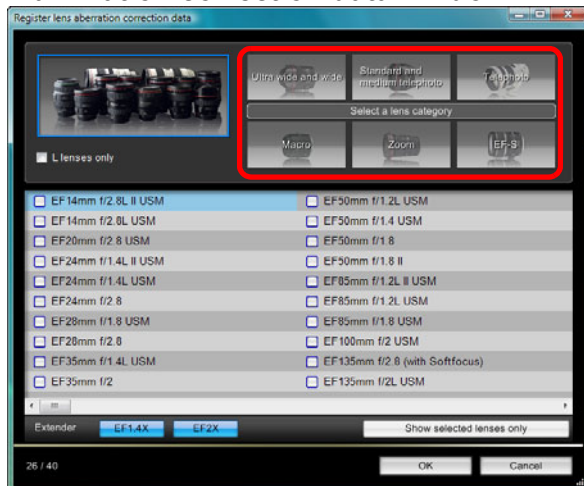 Register lens aberration correction data
Ultra wide and wide
Standard and
medium telephoto
Telephoto
Select a lens category
Macro
Zoom
EF-S
L lenses only
EF14mm f/2.8L II USM
EF14mm f/2.8L USM
EF20mm f/2.8 USM
EF24mm f/1.4L II USM
EF24mm f/1.4L USM
EF24mm f/2.8
EF28mm f/1.8 USM
EF28mm f/2.8
EF35mm f/1.4L USM
EF35mm f/2
EF50mm f/1.2L USM
EF50mm f/1.4 USM
EF50mm f/1.8
EF50mm f/1.8 II
EF85mm f/1.2L II USM
EF85mm f/1.2L USM
EF85mm f/1.8 USM
EF100mm f/2 USM
EF135mm f/2.8 (with Softfocus)
EF135mm f/2L USM
Extender
EF1.4X
EF2X
Show selected lenses only
26 / 40
OK
Cancel